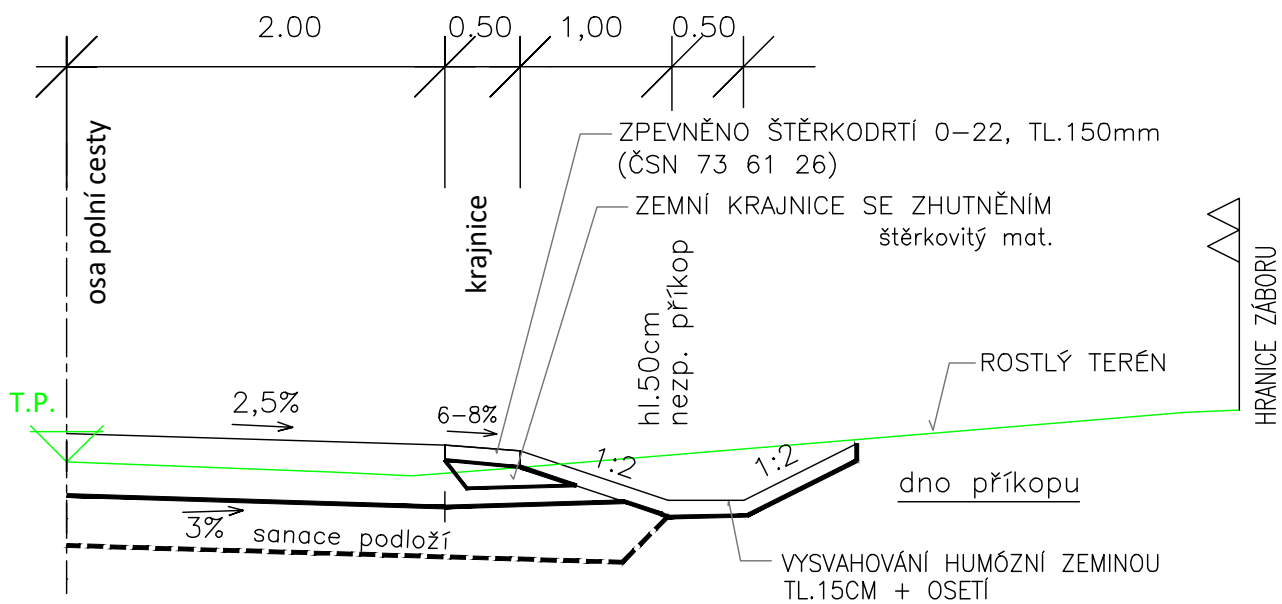 2.00
0.50
1,00
0.50
ZPEVNĚNO ŠTĚRKODRTÍ 0-22, TL.150mm
(ČSN 73 61 26)
ZEMNÍ KRAJNICE SE ZHUTNĚNÍM
štěrkovitý mat.
osa polní cesty
krajnice
hl.50cm
nezp. příkop
HRANICE ZÁBORU
ROSTLÝ TERÉN
T.P.
2,5%
6-8%
1:2
1:2
dno příkopu
3%
sanace podloží
VYSVAHOVÁNÍ HUMÓZNÍ ZEMINOU
TL.15CM + OSETÍ